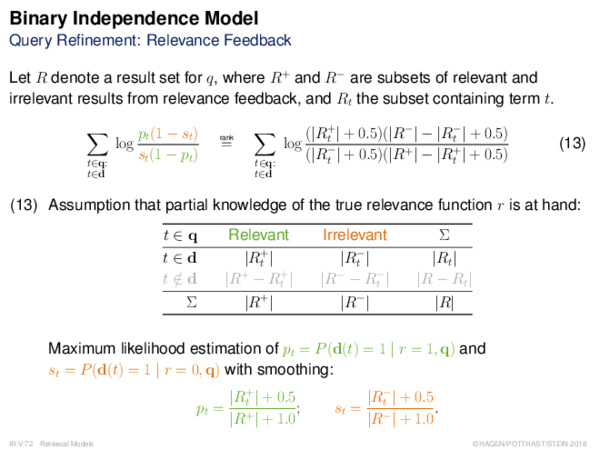 Binary Independence Model
Query Refinement: Relevance Feedback
Let R denote a result set for q, where R⁺ and R⁻ are subsets of relevant and
irrelevant results from relevance feedback, and Rₜ the subset containing term t.
∑_{t∈q: t∈d} log pₜ(1 − sₜ) / sₜ(1 − pₜ) =^{rank} ∑_{t∈q: t∈d} log (|Rₜ⁺| + 0.5)(|R⁻| − |Rₜ⁻| + 0.5) / (|Rₜ⁻| + 0.5)(|R⁺| − |Rₜ⁺| + 0.5) (13)
(13) Assumption that partial knowledge of the true relevance function r is at hand:
t ∈ q Relevant Irrelevant Σ
t ∈ d |Rₜ⁺| |Rₜ⁻| |Rₜ|
t ∉ d |R⁺ − Rₜ⁺| |R⁻ − Rₜ⁻| |R − Rₜ|
Σ |R⁺| |R⁻| |R|
Maximum likelihood estimation of pₜ = P(d(t) = 1 | r = 1, q) and
sₜ = P(d(t) = 1 | r = 0, q) with smoothing:
pₜ = |Rₜ⁺| + 0.5 / |R⁺| + 1.0; sₜ = |Rₜ⁻| + 0.5 / |R⁻| + 1.0.
IR:V-72 Retrieval Models ©HAGEN/POTTHAST/STEIN 2018